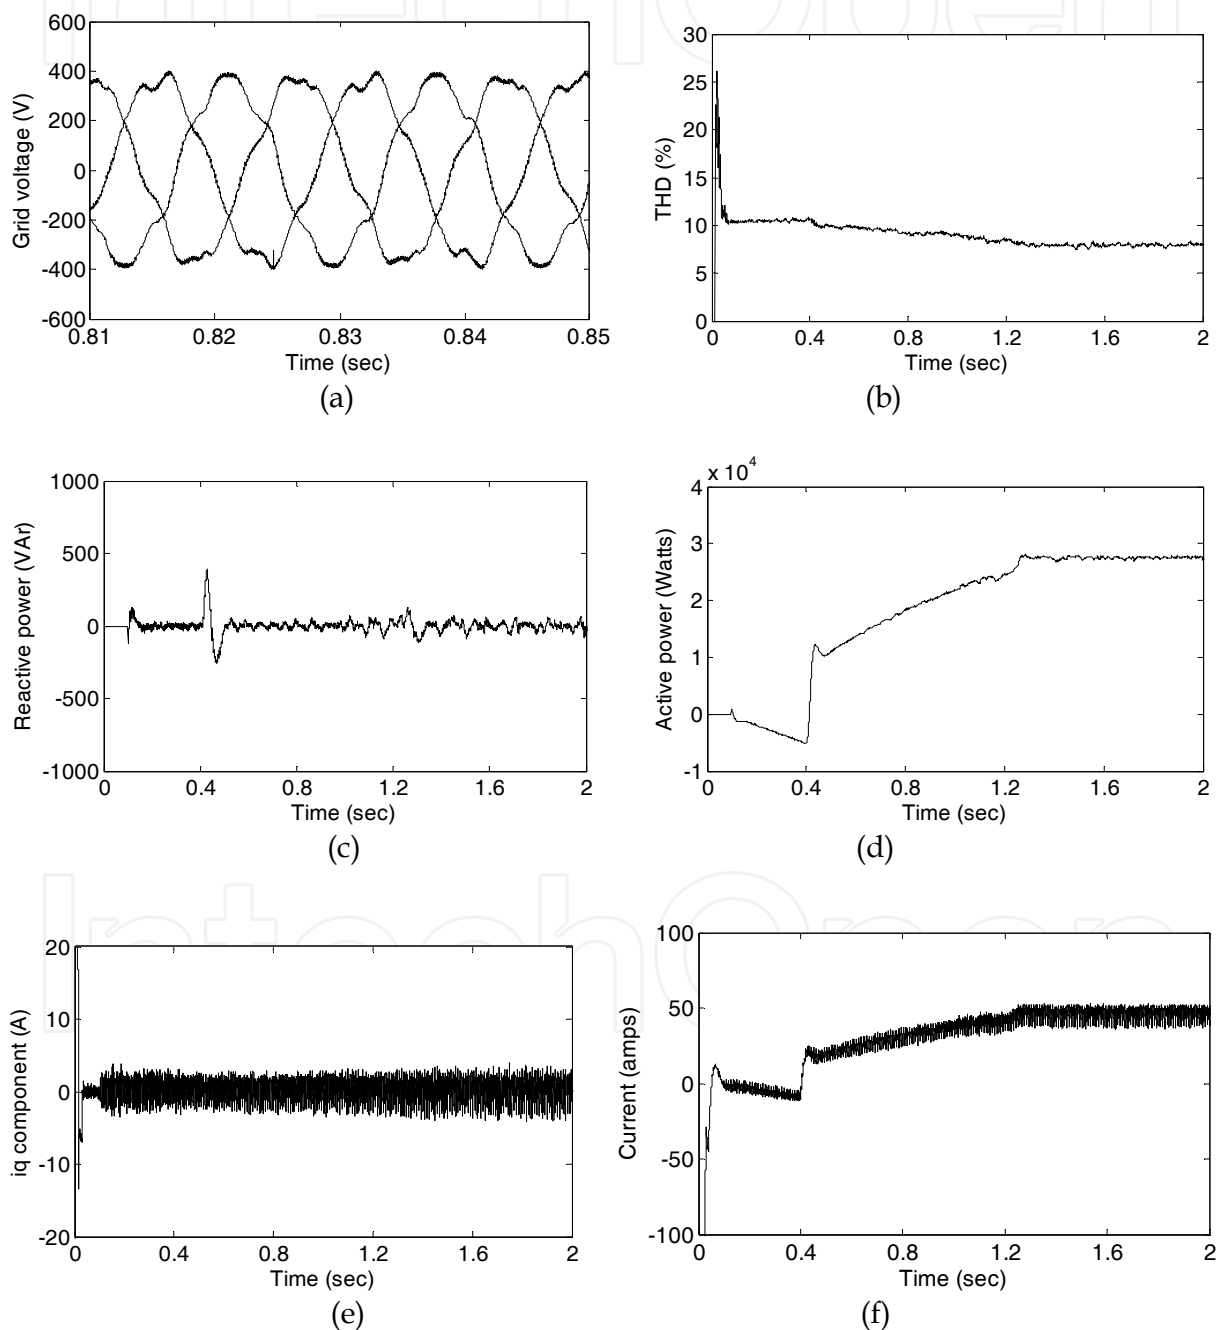 IntechOpen
600
400
200
0
-200
-400
-600
0.81 0.82 0.83 0.84 0.85
Grid voltage (V)
Time (sec)
(a)
30
25
20
15
10
5
0
0 0.4 0.8 1.2 1.6 2
THD (%)
Time (sec)
(b)
1000
500
0
-500
-1000
0 0.4 0.8 1.2 1.6 2
Reactive power (VAr)
Time (sec)
(c)
x 10^4
4
3
2
1
0
-1
0 0.4 0.8 1.2 1.6 2
Active power (Watts)
Time (sec)
(d)
IntechOpen
20
10
0
-10
-20
0 0.4 0.8 1.2 1.6 2
iq component (A)
Time (sec)
(e)
100
50
0
-50
-100
0 0.4 0.8 1.2 1.6 2
Current (amps)
Time (sec)
(f)